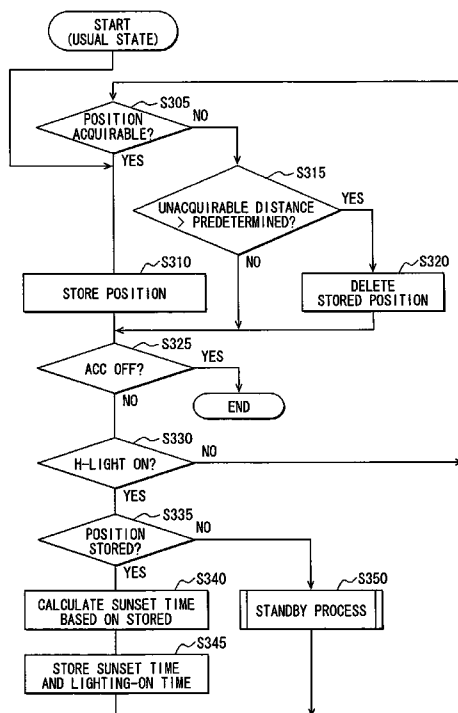 START
(USUAL STATE)
S305
POSITION
ACQUIRABLE?
NO
YES
S315
UNACQUIRABLE DISTANCE
> PREDETERMINED?
YES
NO
S310
STORE POSITION
S320
DELETE
STORED POSITION
S325
ACC OFF?
YES
NO
END
S330
H-LIGHT ON?
NO
YES
S335
POSITION
STORED?
NO
YES
S340
CALCULATE SUNSET TIME
BASED ON STORED
S350
STANDBY PROCESS
S345
STORE SUNSET TIME
AND LIGHTING-ON TIME